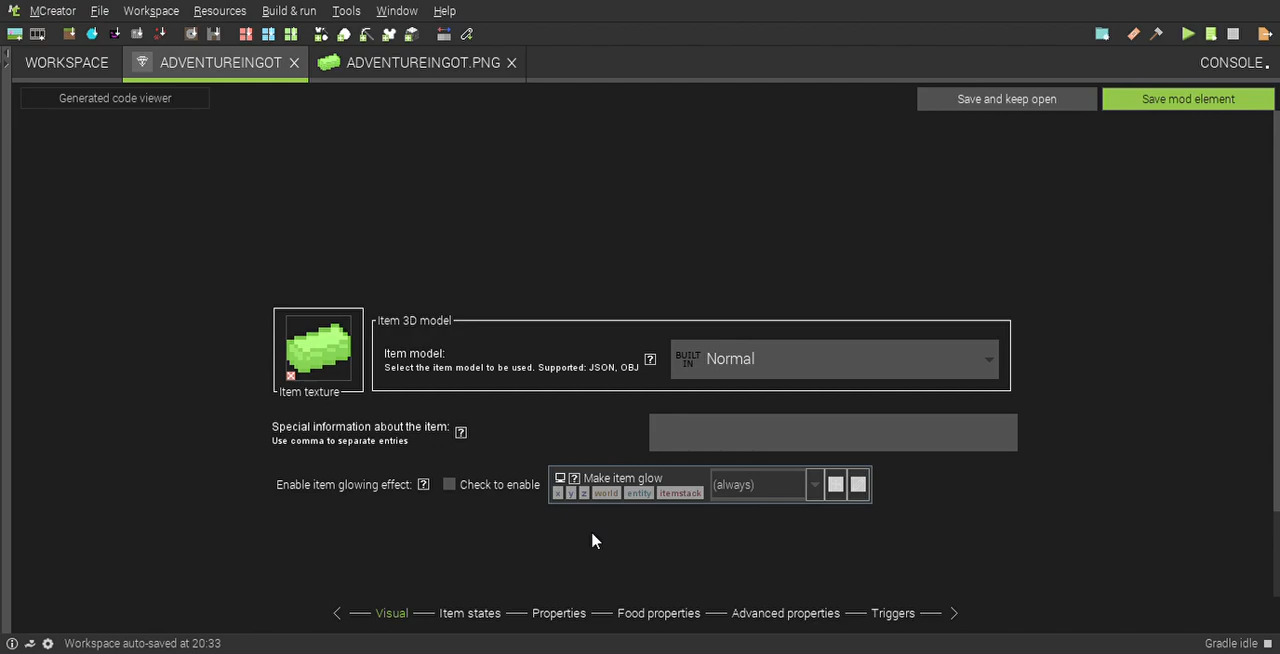 MCreator File Workspace Resources Build & run Tools Window Help
WORKSPACE ADVENTUREINGOT ADVENTUREINGOT.PNG CONSOLE
Generated code viewer Save and keep open Save mod element
Item 3D model
Item model: BUILT IN Normal
Select the item model to be used. Supported: JSON, OBJ ?
Item texture
Special information about the item: ?
Use comma to separate entries
Enable item glowing effect: ? Check to enable ? Make item glow (always)
x y z world entity itemstack
Visual Item states Properties Food properties Advanced properties Triggers
Workspace auto-saved at 20:33 Gradle idle